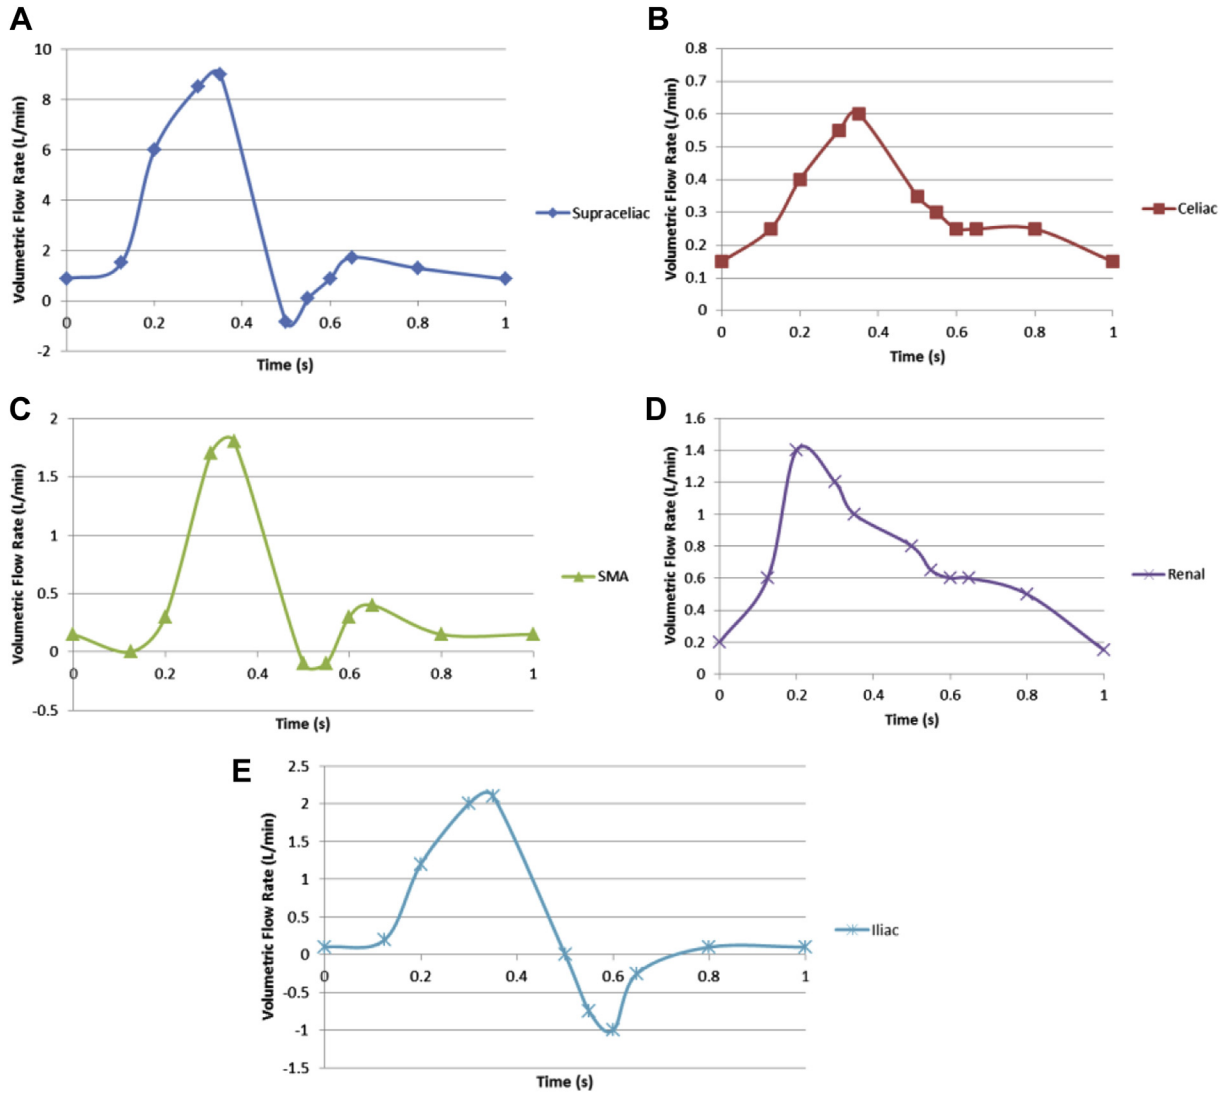 A
Volumetric Flow Rate (L/min)
10
8
6
4
2
0
-2
0 0.2 0.4 0.6 0.8 1
Time (s)
Supraceliac
B
Volumetric Flow Rate (L/min)
0.8
0.7
0.6
0.5
0.4
0.3
0.2
0.1
0
0 0.2 0.4 0.6 0.8 1
Time (s)
Celiac
C
Volumetric Flow Rate (L/min)
2
1.5
1
0.5
0
-0.5
0 0.2 0.4 0.6 0.8 1
Time (s)
SMA
D
Volumetric Flow Rate (L/min)
1.6
1.4
1.2
1
0.8
0.6
0.4
0.2
0
0 0.2 0.4 0.6 0.8 1
Time (s)
Renal
E
Volumetric Flow Rate (L/min)
2.5
2
1.5
1
0.5
0
-0.5
-1
-1.5
0 0.2 0.4 0.6 0.8 1
Time (s)
Iliac